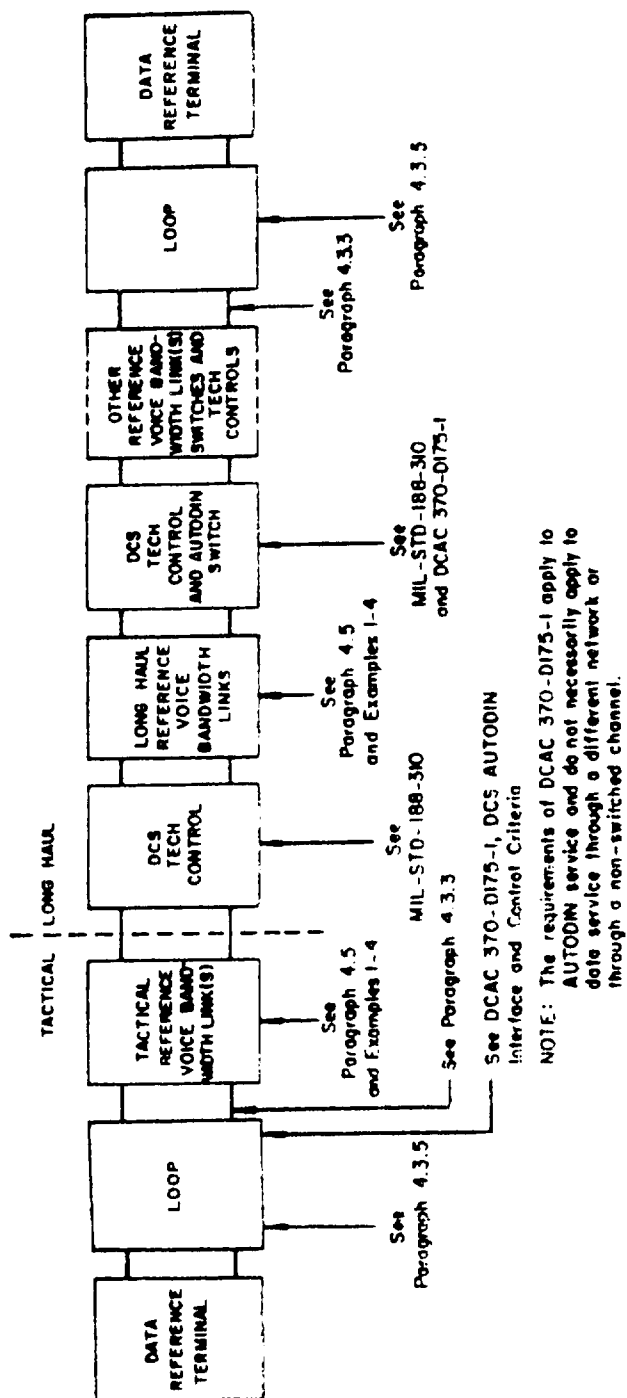 TACTICAL
LONG HAUL
DATA
REFERENCE
TERMINAL
LOOP
TACTICAL
REFERENCE
VOICE BAND-
WIDTH LINK(S)
DCS
TECH
CONTROL
LONG HAUL
REFERENCE
VOICE
BANDWIDTH
LINKS
DCS
TECH
CONTROL
AND AUTODIN
SWITCH
OTHER
REFERENCE
VOICE BAND-
WIDTH LINK(S)
SWITCHES AND
TECH
CONTROLS
LOOP
DATA
REFERENCE
TERMINAL
See
Paragraph 4.3.5
See
Paragraph 4.5
and Examples 1-4
See
MIL-STD-188-310
See
Paragraph 4.5
and Examples 1-4
See
MIL-STD-188-310
and DCAC 370-D175-1
See
Paragraph 4.3.3
See
Paragraph 4.3.5
See Paragraph 4.3.3
See DCAC 370-D175-1, DCS AUTODIN
Interface and Control Criteria
NOTE: The requirements of DCAC 370-D175-1 apply to
AUTODIN service and do not necessarily apply to
data service through a different network or
through a non-switched channel.